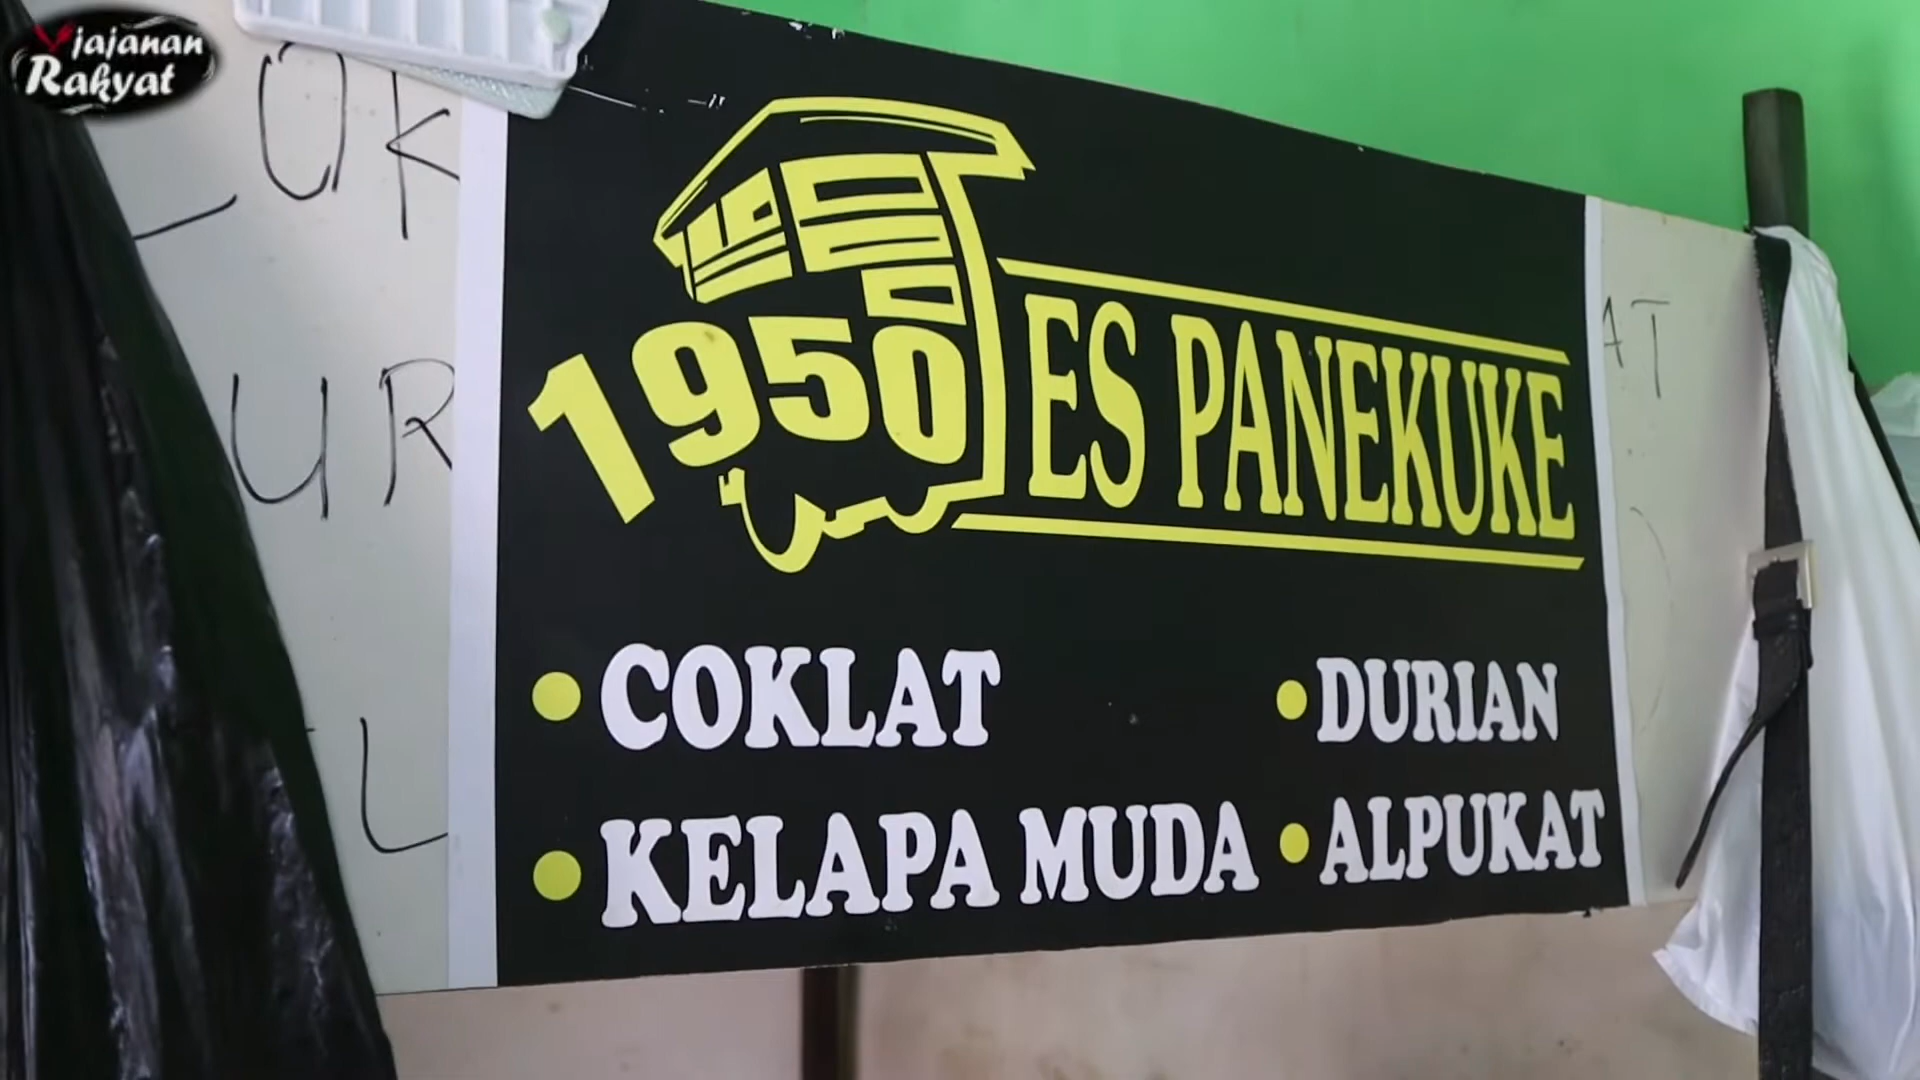 jajanan
Rakyat
1950 ES PANEKUKE
COKLAT
DURIAN
KELAPA MUDA
ALPUKAT